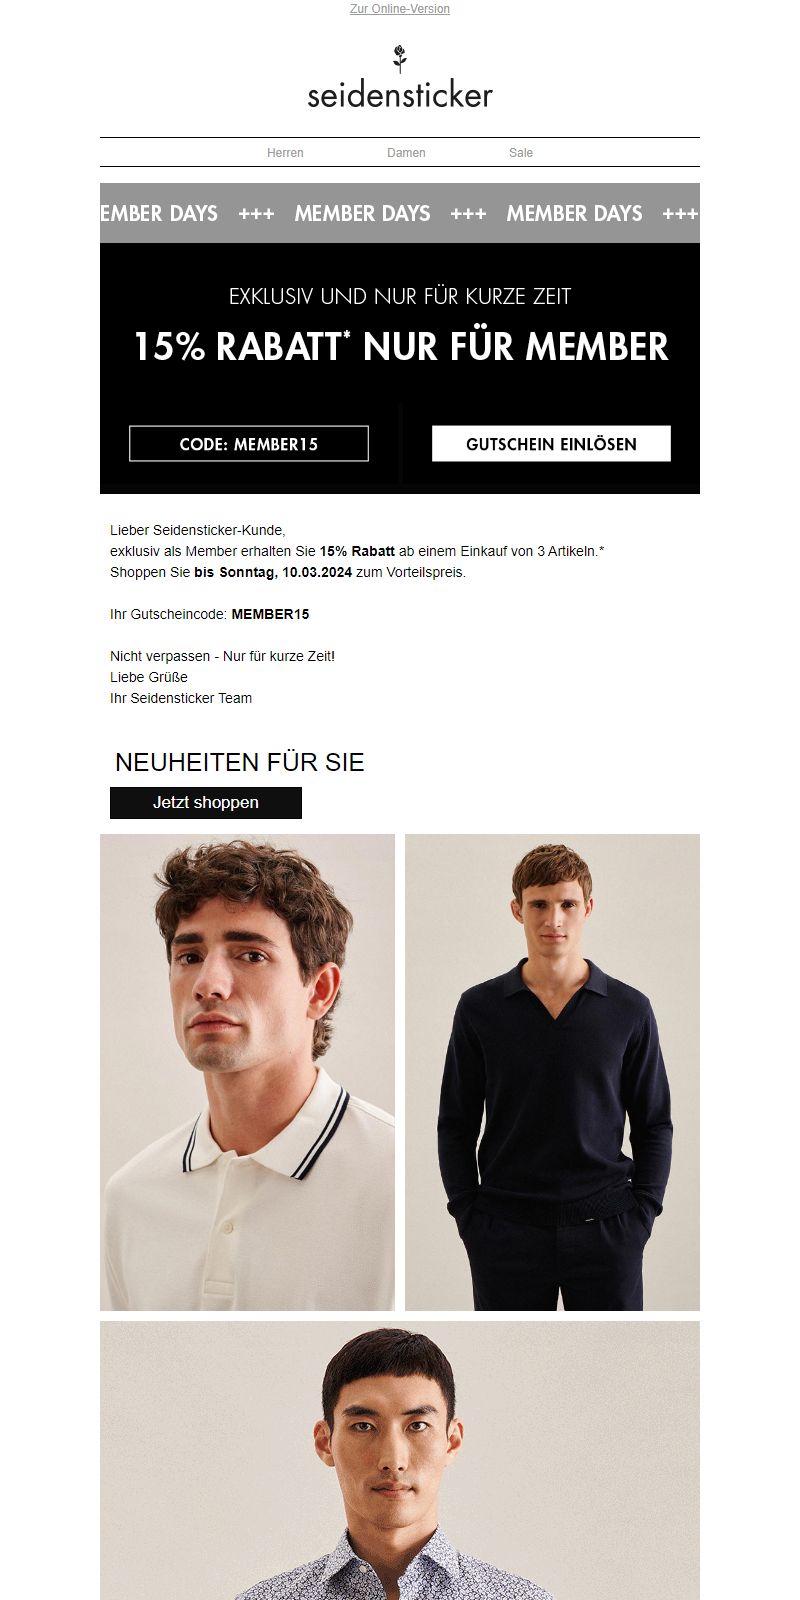 Zur Online-Version
seidensticker
Herren Damen Sale
EMBER DAYS +++ MEMBER DAYS +++ MEMBER DAYS +++
EXKLUSIV UND NUR FÜR KURZE ZEIT
15% RABATT* NUR FÜR MEMBER
CODE: MEMBER15 GUTSCHEIN EINLÖSEN
Lieber Seidensticker-Kunde,
exklusiv als Member erhalten Sie 15% Rabatt ab einem Einkauf von 3 Artikeln.*
Shoppen Sie bis Sonntag, 10.03.2024 zum Vorteilspreis.
Ihr Gutscheincode: MEMBER15
Nicht verpassen - Nur für kurze Zeit!
Liebe Grüße
Ihr Seidensticker Team
NEUHEITEN FÜR SIE
Jetzt shoppen